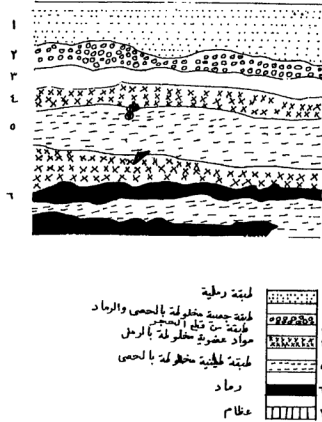 ١
٢
٣
٤
٥
٦
طبقة رملية
طبقة جصية مخلوطة بالحصى والرماد
طبقة من قطع الحجر
مواد عضوية مخلوطة بالرمل
طبقة طينية مخلوطة بالحصى
رماد
عظام